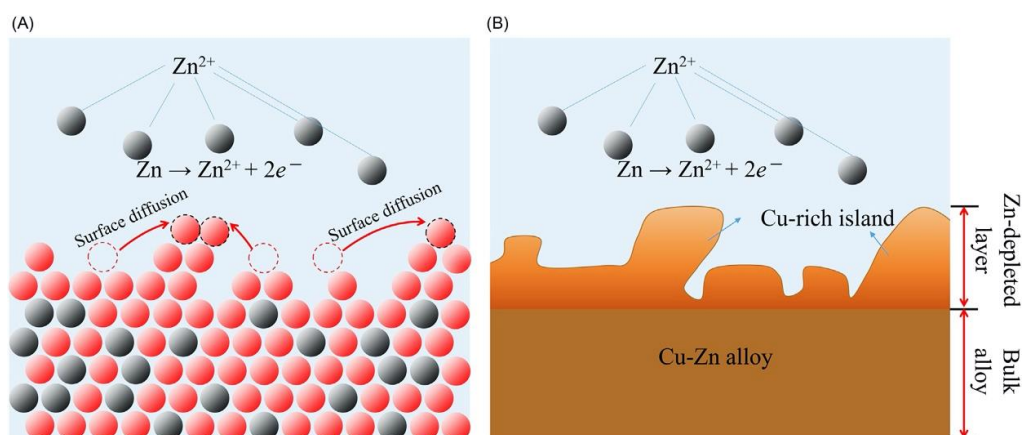 (A)
Zn²⁺
Zn → Zn²⁺ + 2e⁻
Surface diffusion
Surface diffusion
(B)
Zn²⁺
Zn → Zn²⁺ + 2e⁻
Cu-rich island
Cu-Zn alloy
Zn-depleted
layer
Bulk
alloy